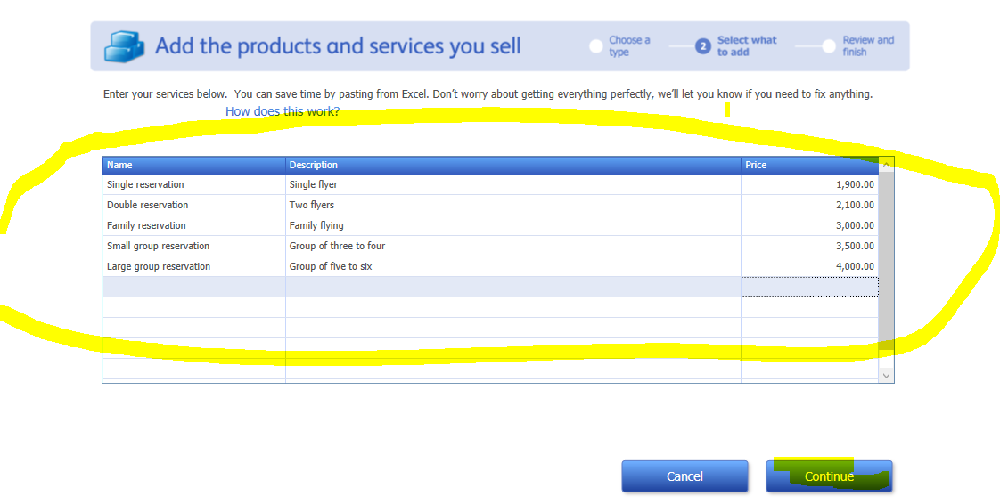 Add the products and services you sell
Choose a
type
2
Select what
to add
Review and
finish
Enter your services below. You can save time by pasting from Excel. Don't worry about getting everything perfectly, we'll let you know if you need to fix anything.
How does this work?
Name Description Price
Single reservation Single flyer 1,900.00
Double reservation Two flyers 2,100.00
Family reservation Family flying 3,000.00
Small group reservation Group of three to four 3,500.00
Large group reservation Group of five to six 4,000.00
Cancel Continue